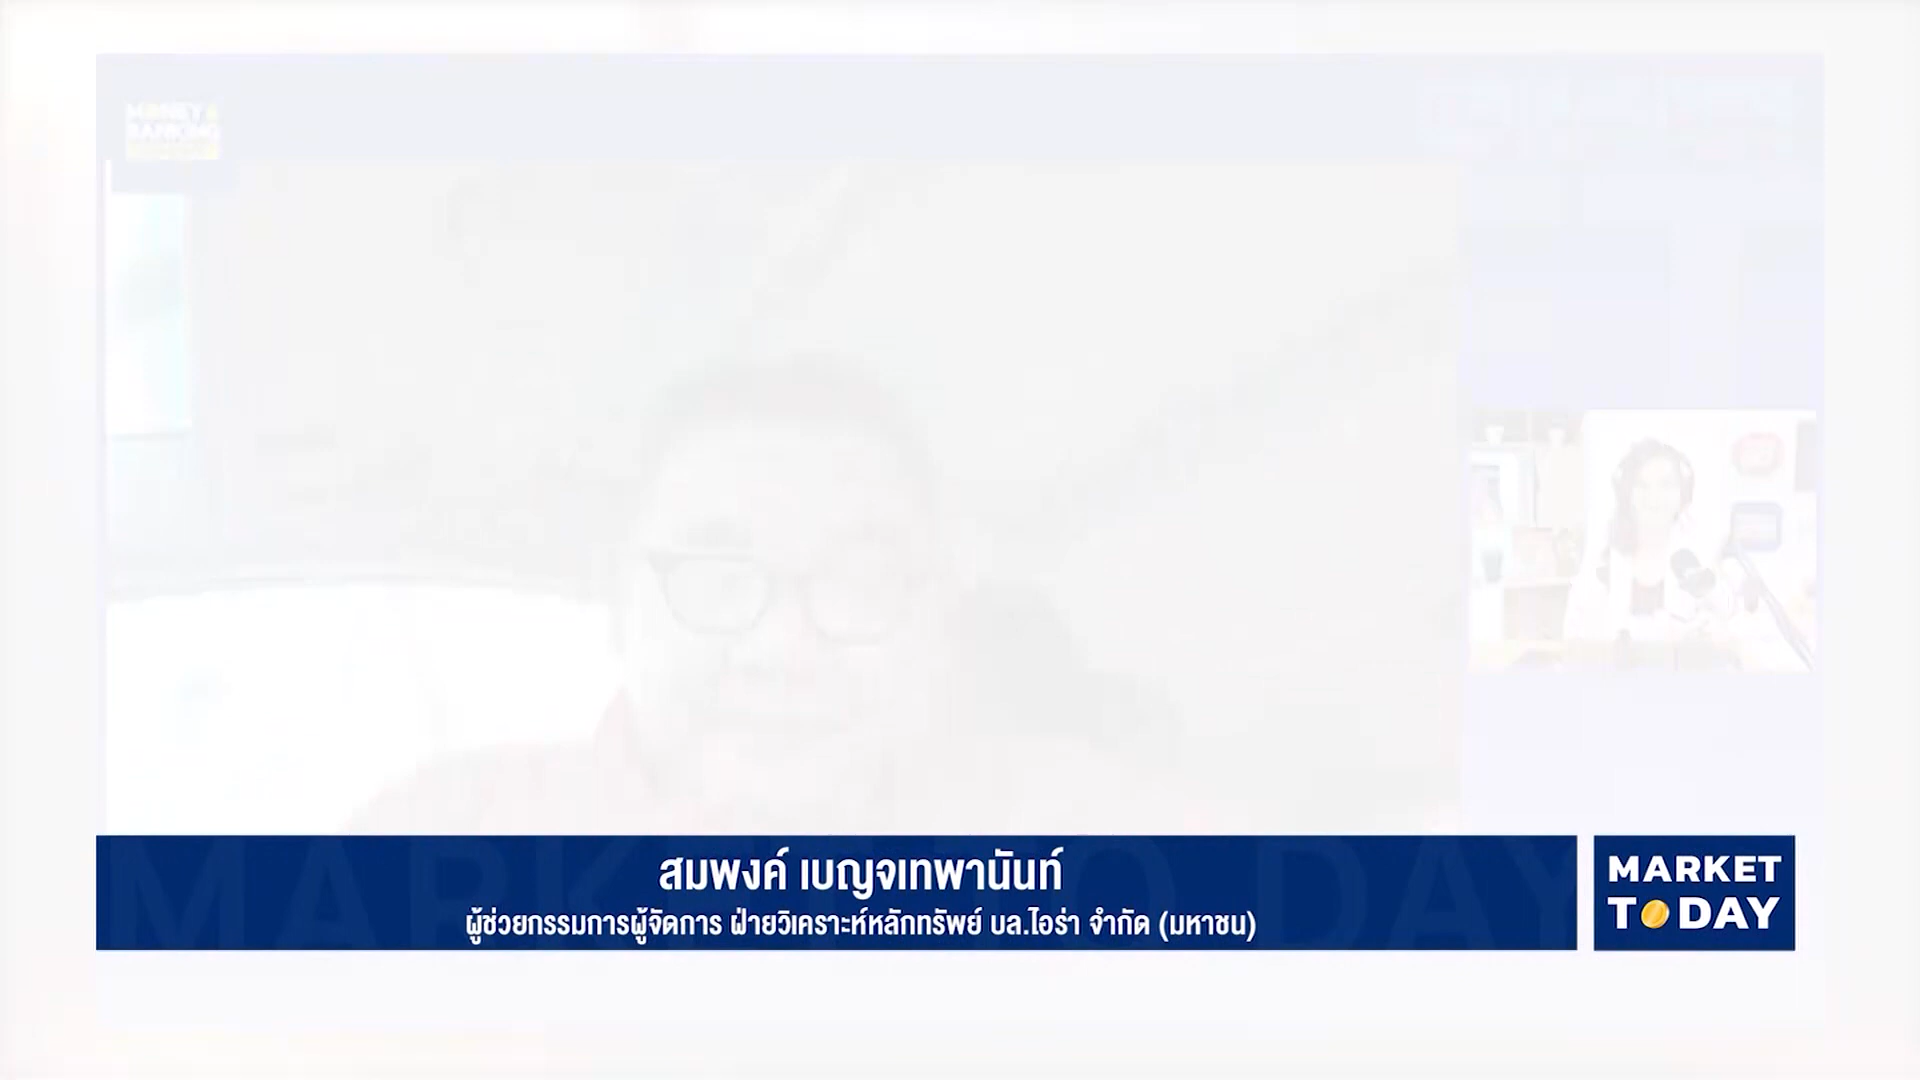 MONEY &
BANKING
สมพงค์ เบญจเทพานันท์
ผู้ช่วยกรรมการผู้จัดการ ฝ่ายวิเคราะห์หลักทรัพย์ บล.ไอร่า จำกัด (มหาชน)
MARKET
TODAY